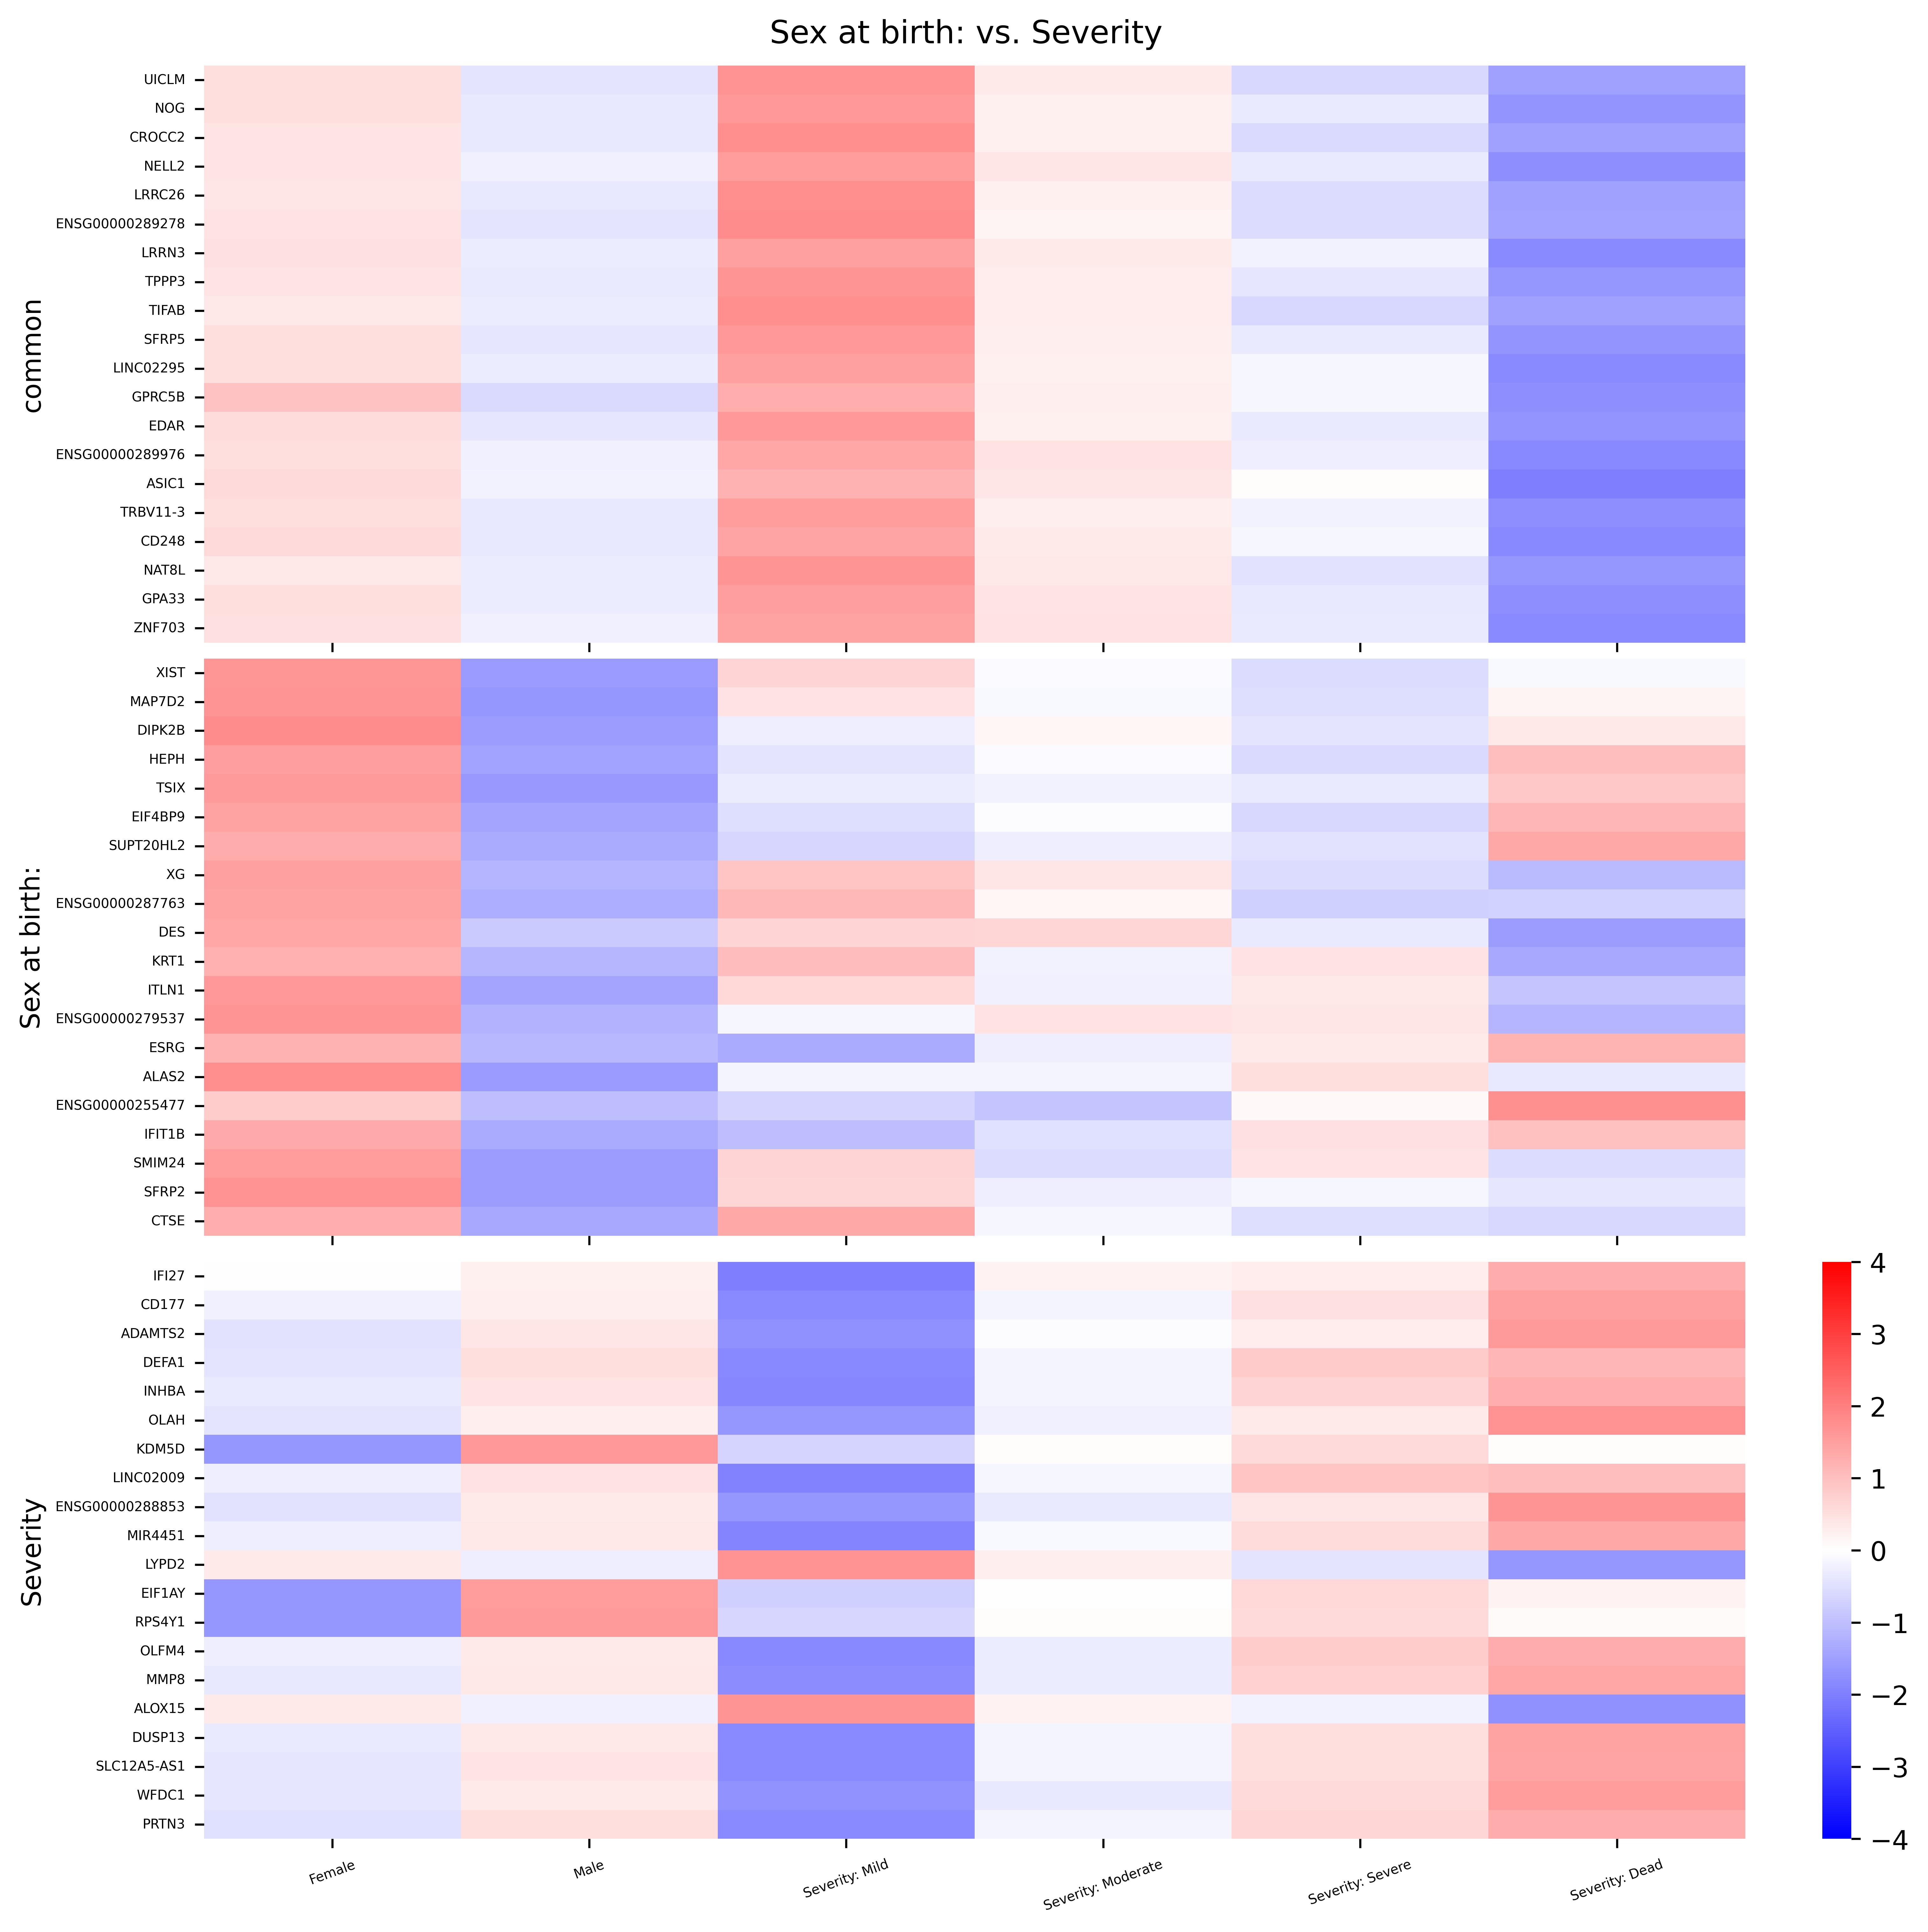 Sex at birth: vs. Severity
common
UICLM
NOG
CROCC2
NELL2
LRRC26
ENSG00000289278
LRRN3
TPPP3
TIFAB
SFRP5
LINC02295
GPRC5B
EDAR
ENSG00000289976
ASIC1
TRBV11-3
CD248
NAT8L
GPA33
ZNF703
Sex at birth:
XIST
MAP7D2
DIPK2B
HEPH
TSIX
EIF4BP9
SUPT20HL2
XG
ENSG00000287763
DES
KRT1
ITLN1
ENSG00000279537
ESRG
ALAS2
ENSG00000255477
IFIT1B
SMIM24
SFRP2
CTSE
Severity
IFI27
CD177
ADAMTS2
DEFA1
INHBA
OLAH
KDM5D
LINC02009
ENSG00000288853
MIR4451
LYPD2
EIF1AY
RPS4Y1
OLFM4
MMP8
ALOX15
DUSP13
SLC12A5-AS1
WFDC1
PRTN3
4
3
2
1
0
−1
−2
−3
−4
Female
Male
Severity: Mild
Severity: Moderate
Severity: Severe
Severity: Dead